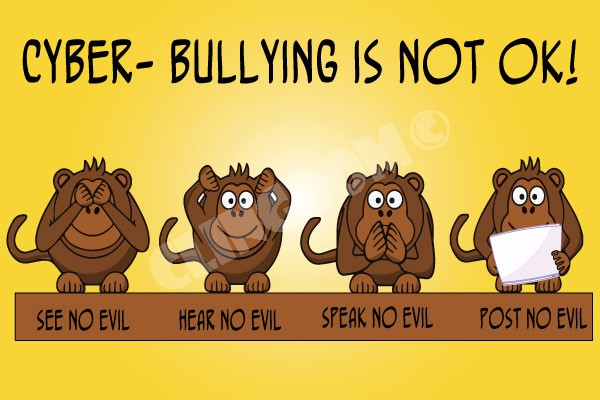 CYBER- BULLYING IS NOT OK!
SEE NO EVIL
HEAR NO EVIL
SPEAK NO EVIL
POST NO EVIL